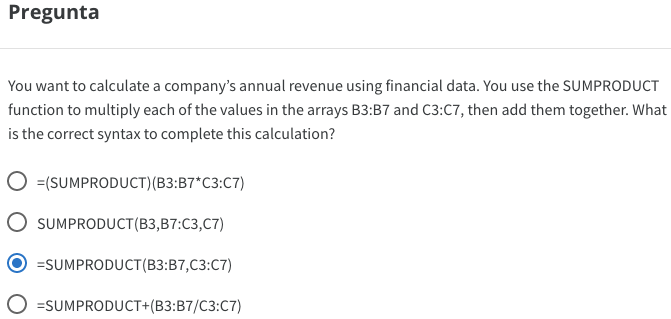 Pregunta
You want to calculate a company's annual revenue using financial data. You use the SUMPRODUCT
function to multiply each of the values in the arrays B3:B7 and C3:C7, then add them together. What
is the correct syntax to complete this calculation?
=(SUMPRODUCT)(B3:B7*C3:C7)
SUMPRODUCT(B3,B7:C3,C7)
=SUMPRODUCT(B3:B7,C3:C7)
=SUMPRODUCT+(B3:B7/C3:C7)